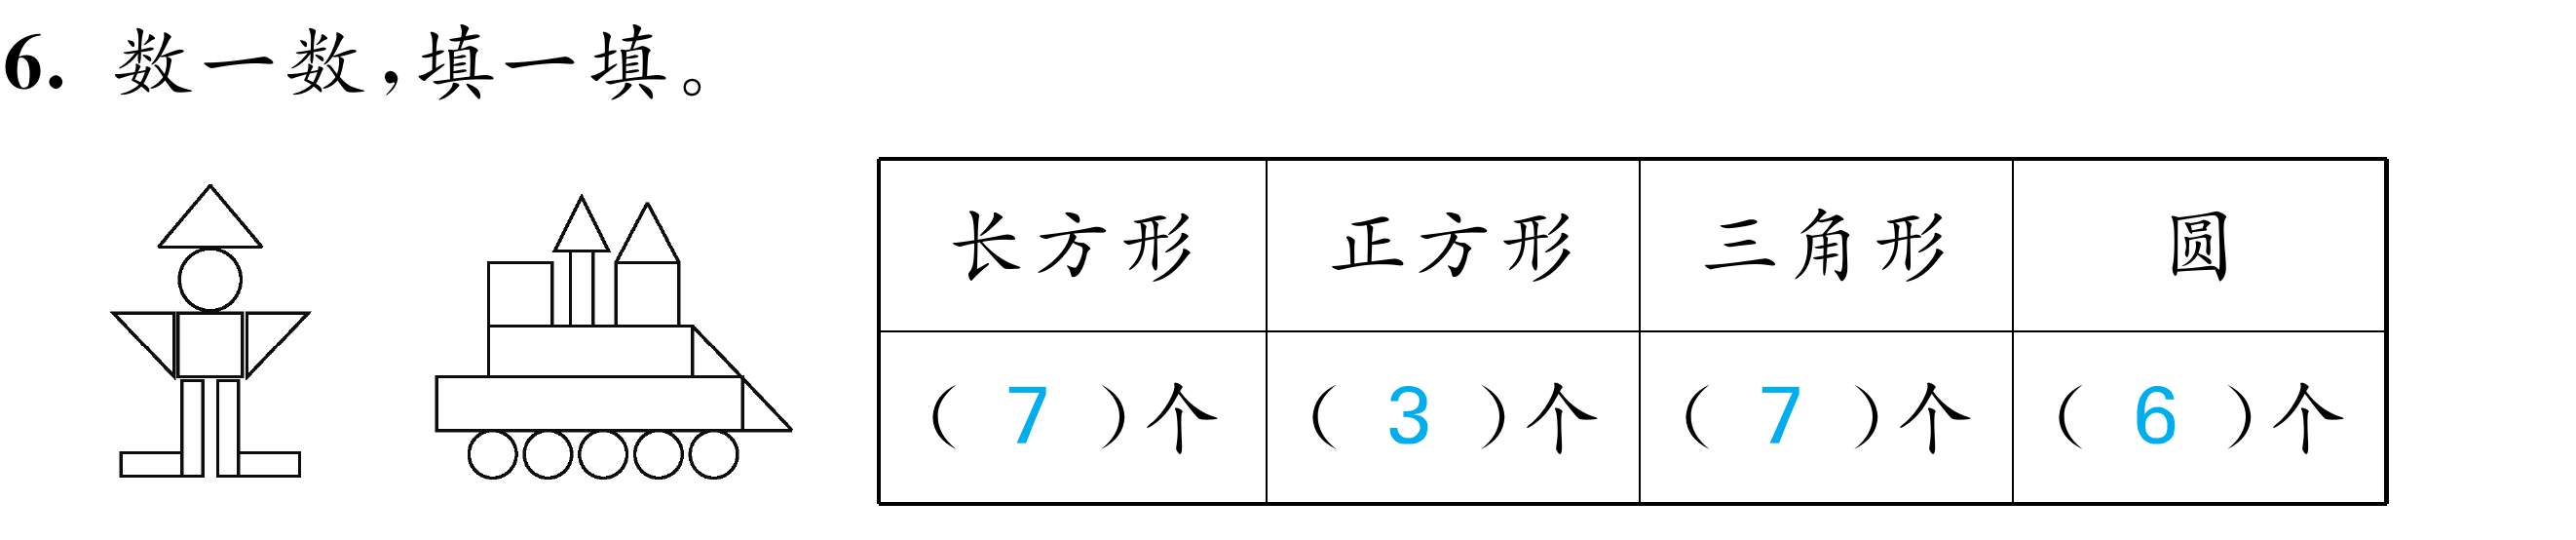 6. 数一数,填一填。
长方形 正方形 三角形 圆
( 7 )个 ( 3 )个 ( 7 )个 ( 6 )个